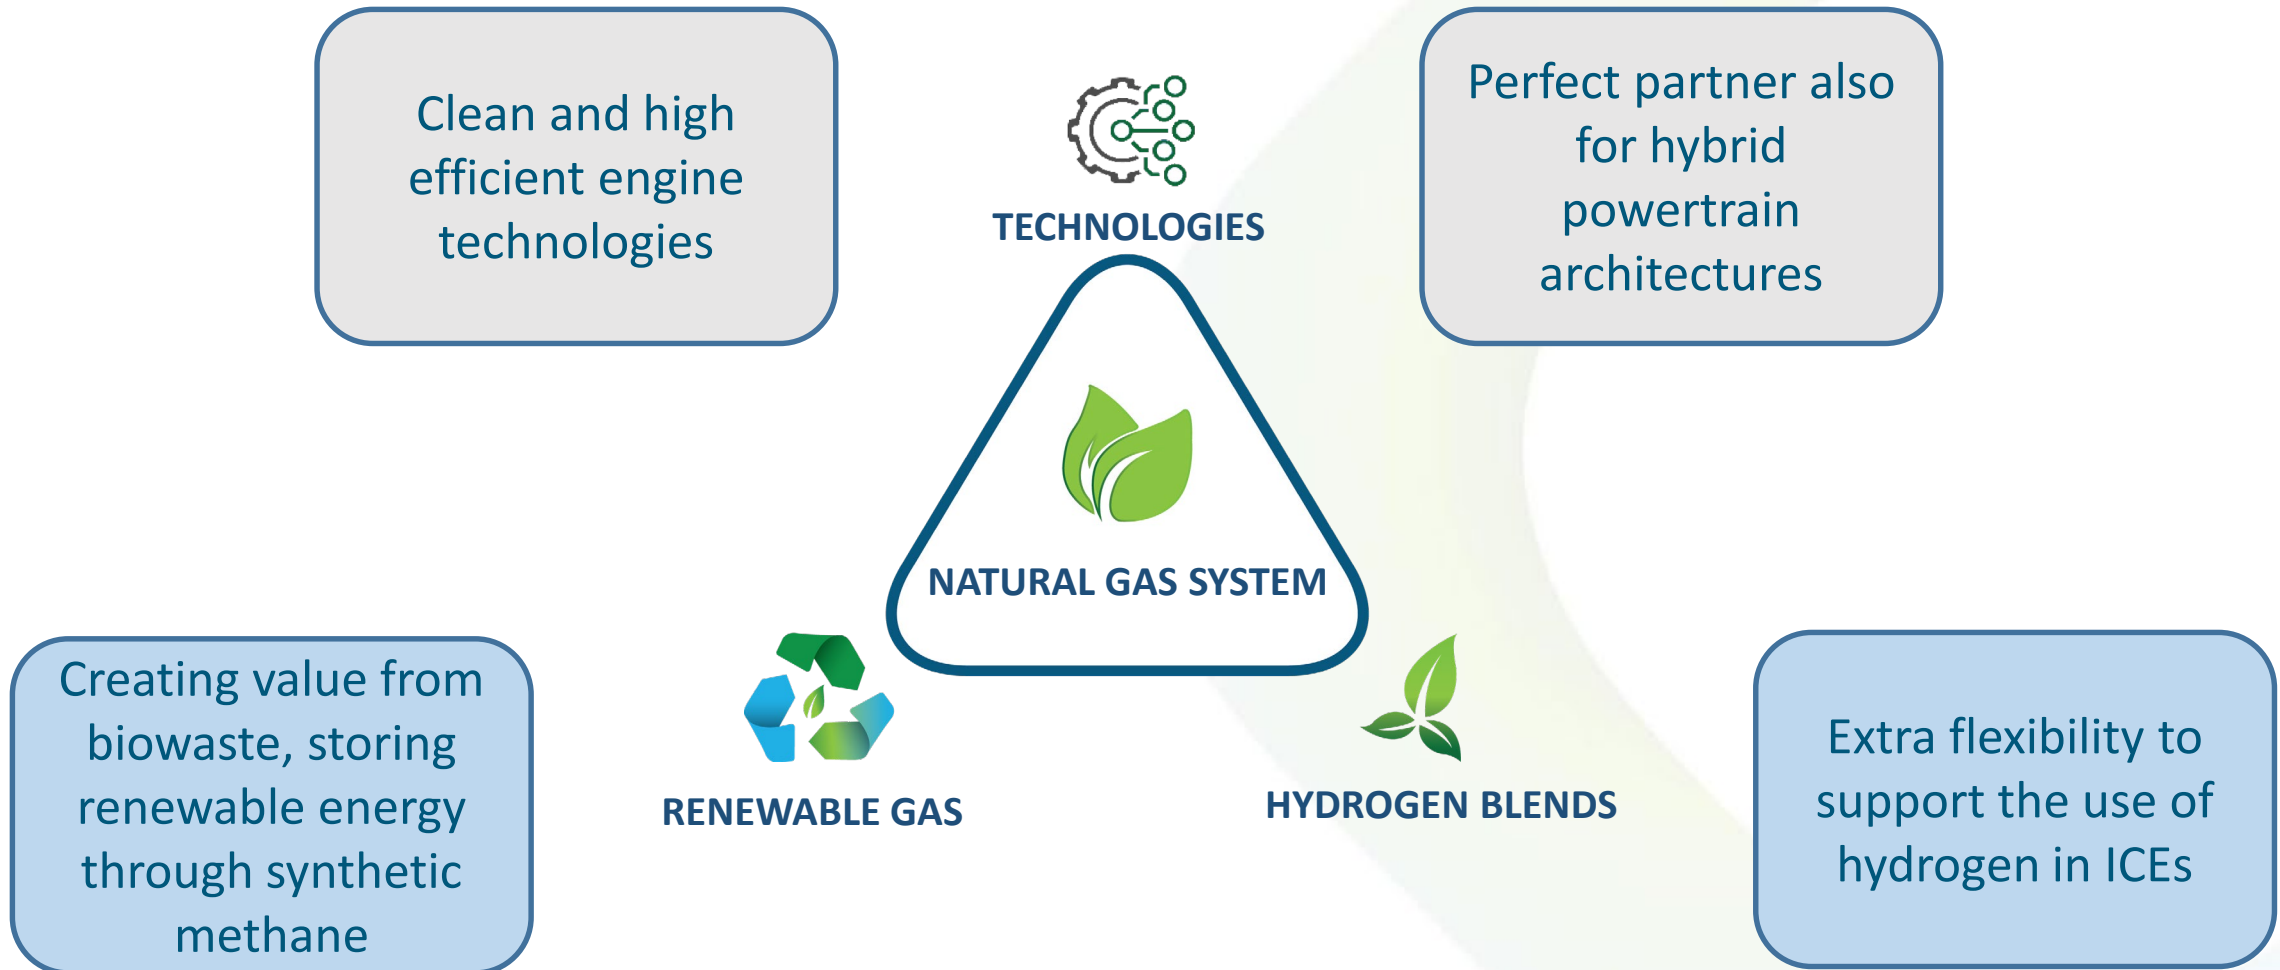 Clean and high
efficient engine
technologies
TECHNOLOGIES
Perfect partner also
for hybrid
powertrain
architectures
NATURAL GAS SYSTEM
Creating value from
biowaste, storing
renewable energy
through synthetic
methane
RENEWABLE GAS
HYDROGEN BLENDS
Extra flexibility to
support the use of
hydrogen in ICEs